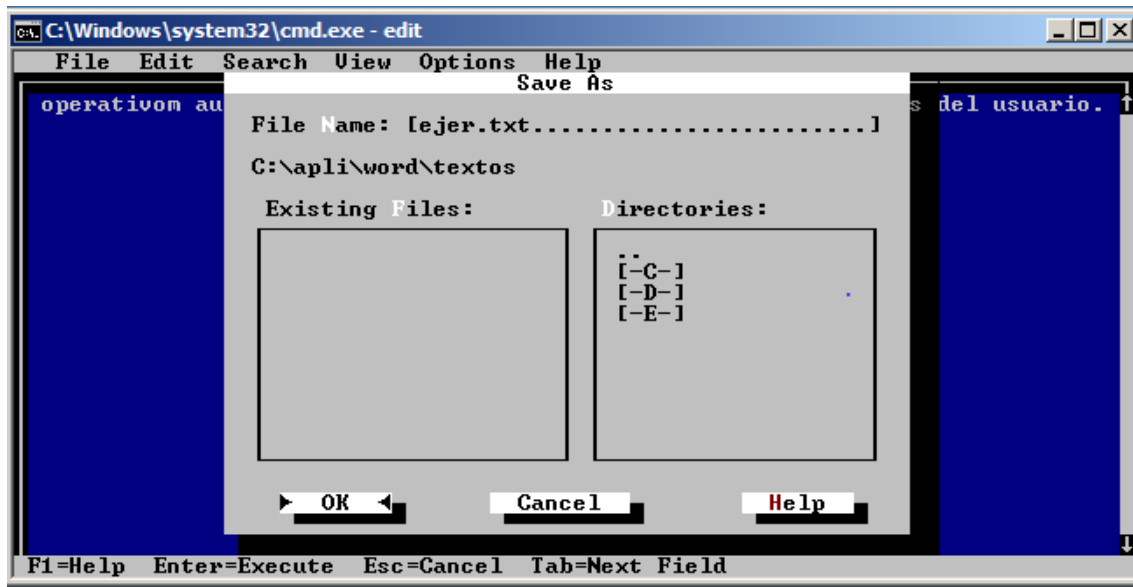 C:\Windows\system32\cmd.exe - edit
File Edit Search View Options Help
Save As
operativom au s del usuario.
File Name: [ejer.txt........................]
C:\apli\word\textos
Existing Files: Directories:
..
[-C-]
[-D-]
[-E-]
OK Cancel Help
F1=Help Enter=Execute Esc=Cancel Tab=Next Field